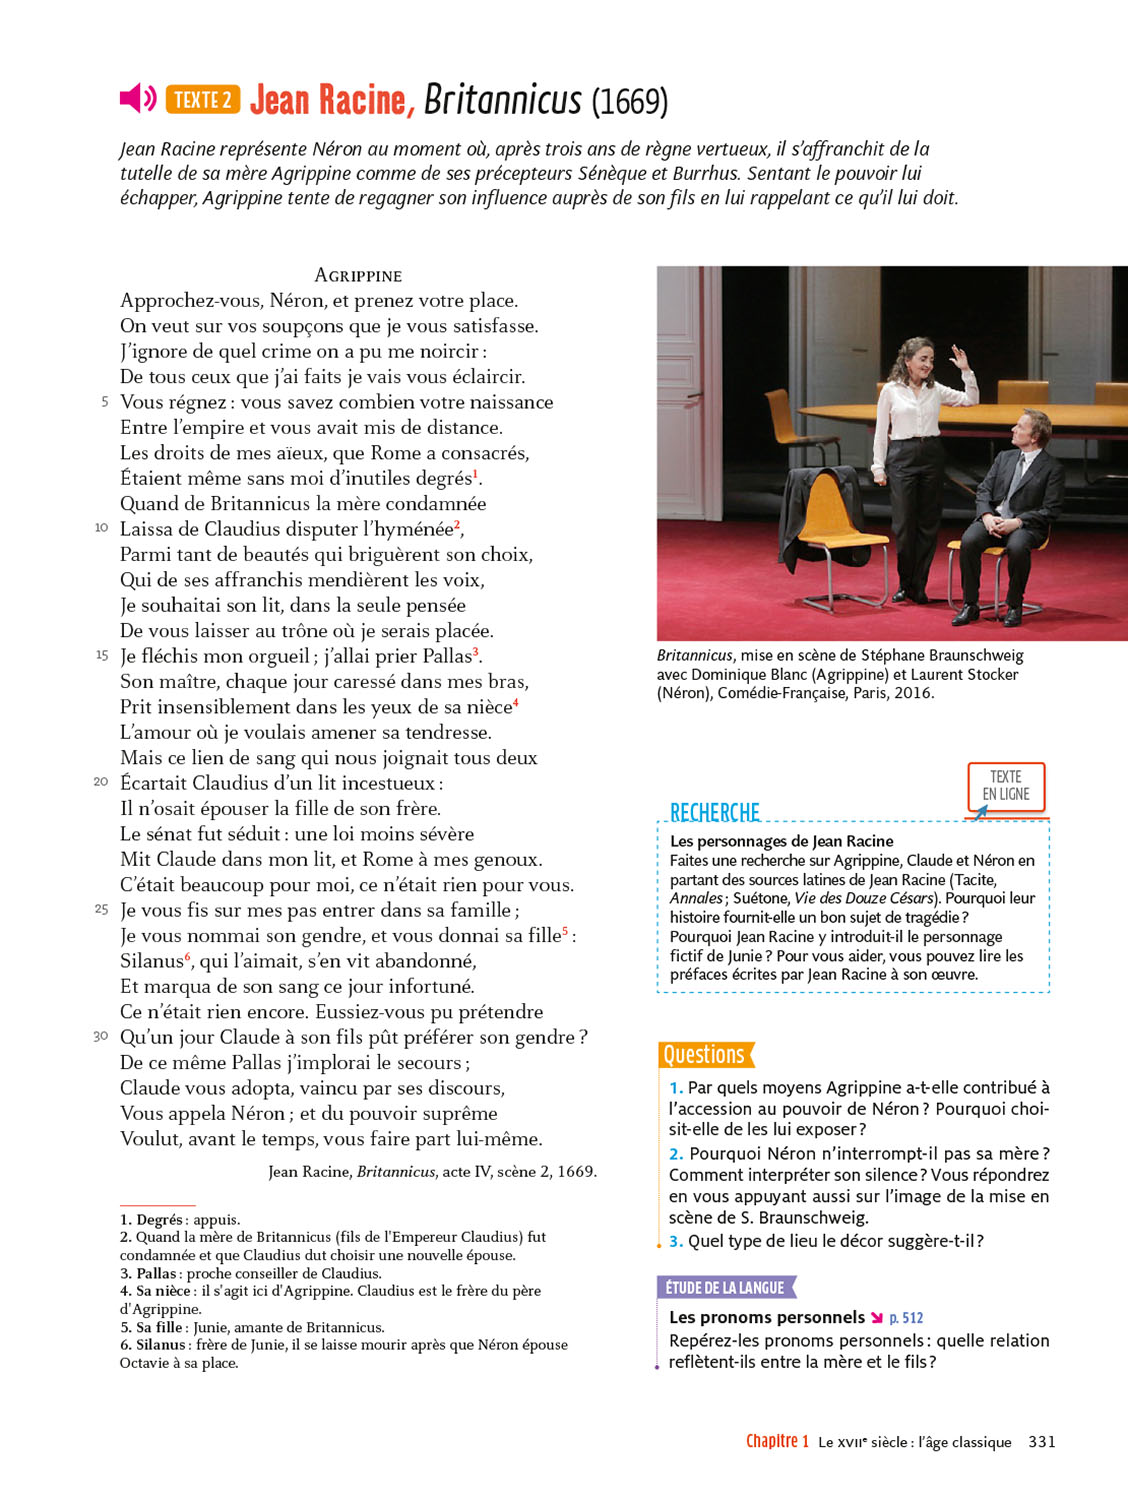 TEXTE 2 Jean Racine, Britannicus (1669)
Jean Racine représente Néron au moment où, après trois ans de règne vertueux, il s'affranchit de la
tutelle de sa mère Agrippine comme de ses précepteurs Sénèque et Burrhus. Sentant le pouvoir lui
échapper, Agrippine tente de regagner son influence auprès de son fils en lui rappelant ce qu'il lui doit.
AGRIPPINE
Approchez-vous, Néron, et prenez votre place.
On veut sur vos soupçons que je vous satisfasse.
J'ignore de quel crime on a pu me noircir :
De tous ceux que j'ai faits je vais vous éclaircir.
5 Vous régnez : vous savez combien votre naissance
Entre l'empire et vous avait mis de distance.
Les droits de mes aïeux, que Rome a consacrés,
Étaient même sans moi d'inutiles degrés1.
Quand de Britannicus la mère condamnée
10 Laissa de Claudius disputer l'hyménée2,
Parmi tant de beautés qui briguèrent son choix,
Qui de ses affranchis mendièrent les voix,
Je souhaitai son lit, dans la seule pensée
De vous laisser au trône où je serais placée.
15 Je fléchis mon orgueil ; j'allai prier Pallas3.
Son maître, chaque jour caressé dans mes bras,
Prit insensiblement dans les yeux de sa nièce4
L'amour où je voulais amener sa tendresse.
Mais ce lien de sang qui nous joignait tous deux
20 Écartait Claudius d'un lit incestueux :
Il n'osait épouser la fille de son frère.
Le sénat fut séduit : une loi moins sévère
Mit Claude dans mon lit, et Rome à mes genoux.
C'était beaucoup pour moi, ce n'était rien pour vous.
25 Je vous fis sur mes pas entrer dans sa famille ;
Je vous nommai son gendre, et vous donnai sa fille5 :
Silanus6, qui l'aimait, s'en vit abandonné,
Et marqua de son sang ce jour infortuné.
Ce n'était rien encore. Eussiez-vous pu prétendre
30 Qu'un jour Claude à son fils pût préférer son gendre ?
De ce même Pallas j'implorai le secours ;
Claude vous adopta, vaincu par ses discours,
Vous appela Néron ; et du pouvoir suprême
Voulut, avant le temps, vous faire part lui-même.
Jean Racine, Britannicus, acte IV, scène 2, 1669.
1. Degrés : appuis.
2. Quand la mère de Britannicus (fils de l'Empereur Claudius) fut
condamnée et que Claudius dut choisir une nouvelle épouse.
3. Pallas : proche conseiller de Claudius.
4. Sa nièce : il s'agit ici d'Agrippine. Claudius est le frère du père
d'Agrippine.
5. Sa fille : Junie, amante de Britannicus.
6. Silanus : frère de Junie, il se laisse mourir après que Néron épouse
Octavie à sa place.
Britannicus, mise en scène de Stéphane Braunschweig
avec Dominique Blanc (Agrippine) et Laurent Stocker
(Néron), Comédie-Française, Paris, 2016.
TEXTE
EN LIGNE
RECHERCHE
Les personnages de Jean Racine
Faites une recherche sur Agrippine, Claude et Néron en
partant des sources latines de Jean Racine (Tacite,
Annales ; Suétone, Vie des Douze Césars). Pourquoi leur
histoire fournit-elle un bon sujet de tragédie ?
Pourquoi Jean Racine y introduit-il le personnage
fictif de Junie ? Pour vous aider, vous pouvez lire les
préfaces écrites par Jean Racine à son œuvre.
Questions
1. Par quels moyens Agrippine a-t-elle contribué à
l'accession au pouvoir de Néron ? Pourquoi choi-
sit-elle de les lui exposer ?
2. Pourquoi Néron n'interrompt-il pas sa mère ?
Comment interpréter son silence ? Vous répondrez
en vous appuyant aussi sur l'image de la mise en
scène de S. Braunschweig.
3. Quel type de lieu le décor suggère-t-il ?
ÉTUDE DE LA LANGUE
Les pronoms personnels p. 512
Repérez-les pronoms personnels : quelle relation
reflètent-ils entre la mère et le fils ?
Chapitre 1 Le XVIIe siècle : l'âge classique 331